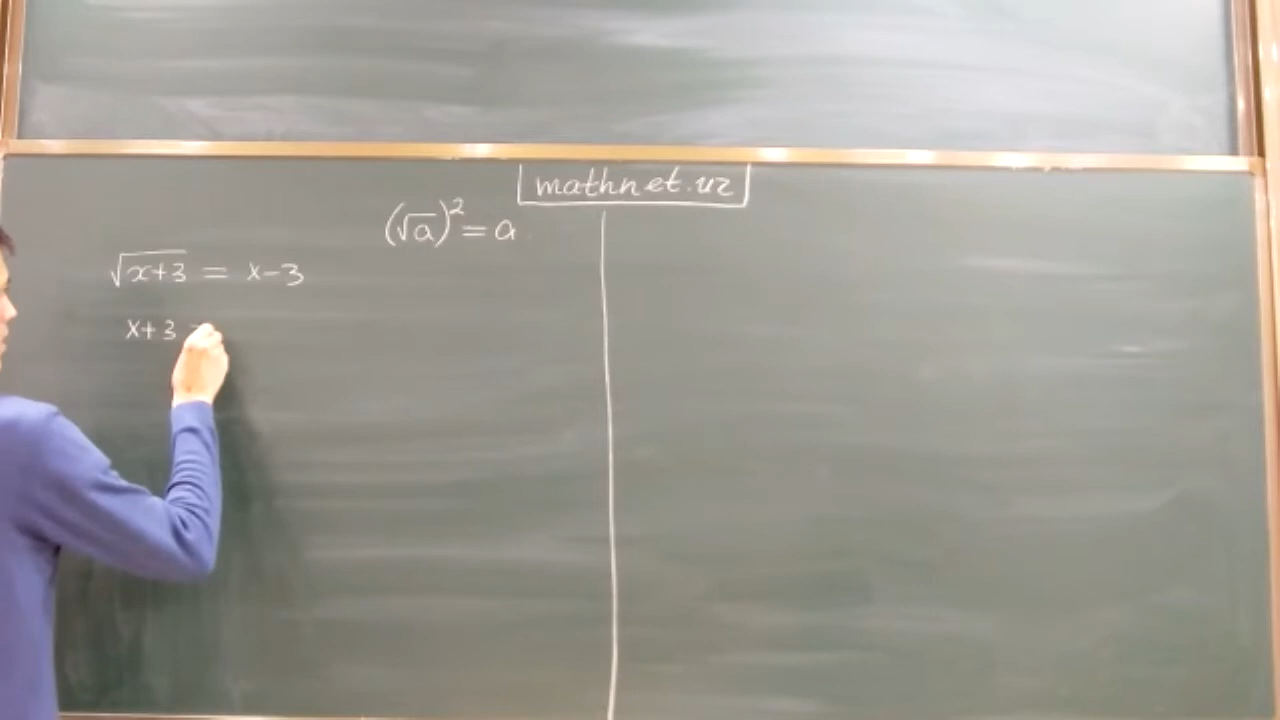 mathnet.uz
(√a)² = a
√x+3 = x-3
x+3 =